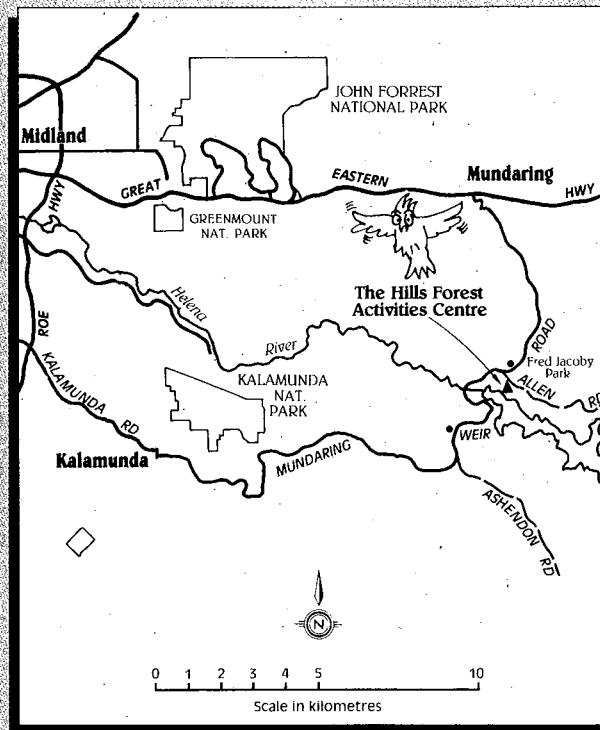 JOHN FORREST
NATIONAL PARK
Midland
GREAT
EASTERN
Mundaring
HWY
HWY
GREENMOUNT
NAT. PARK
The Hills Forest
Activities Centre
Helena
River
ROE
ROAD
Fred Jacoby
Park
KALAMUNDA
NAT.
PARK
ALLEN
RD
KALAMUNDA
RD
WEIR
MUNDARING
Kalamunda
ASHENDON
RD
N
0 1 2 3 4 5 10
Scale in kilometres